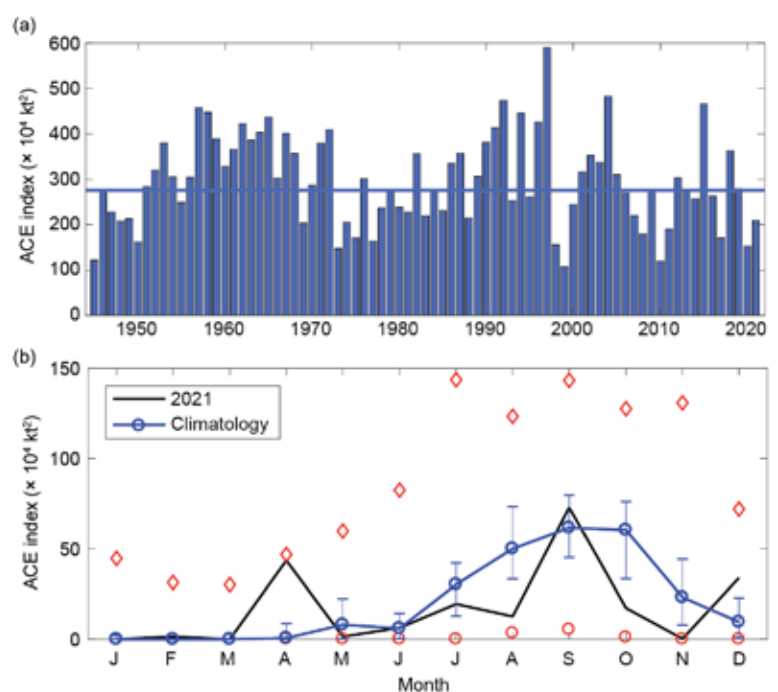 (a)
600
500
400
300
200
100
0
ACE index (× 10⁴ kt²)
1950 1960 1970 1980 1990 2000 2010 2020
(b)
150
100
50
0
ACE index (× 10⁴ kt²)
2021
Climatology
J F M A M J J A S O N D
Month